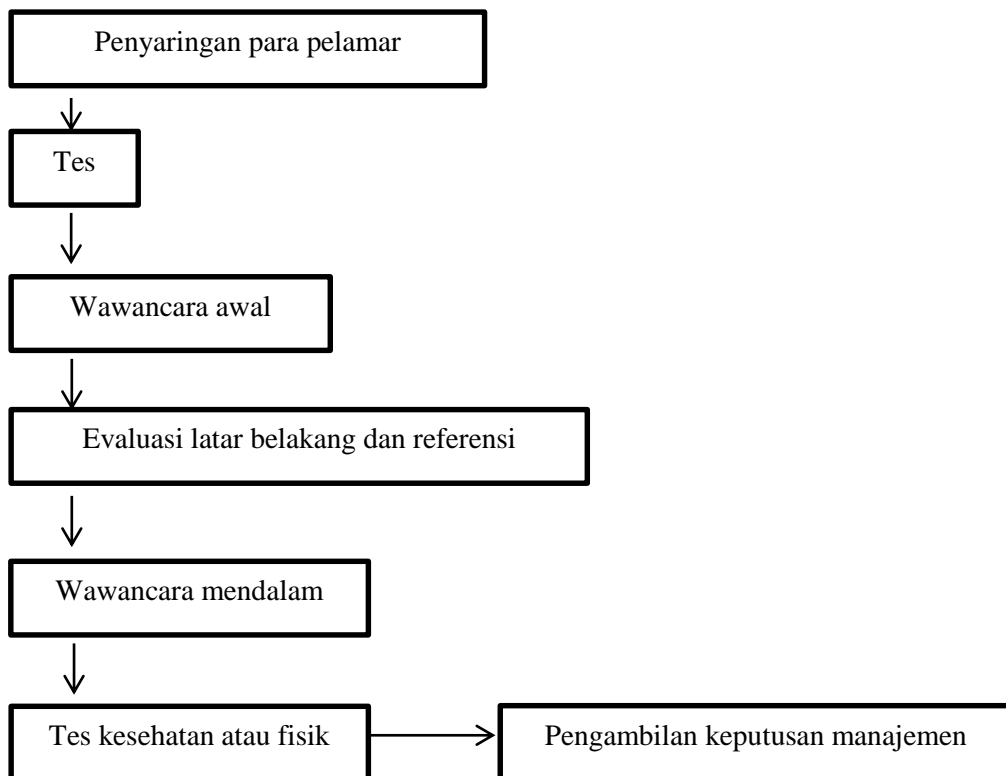 Penyaringan para pelamar
Tes
Wawancara awal
Evaluasi latar belakang dan referensi
Wawancara mendalam
Tes kesehatan atau fisik
Pengambilan keputusan manajemen